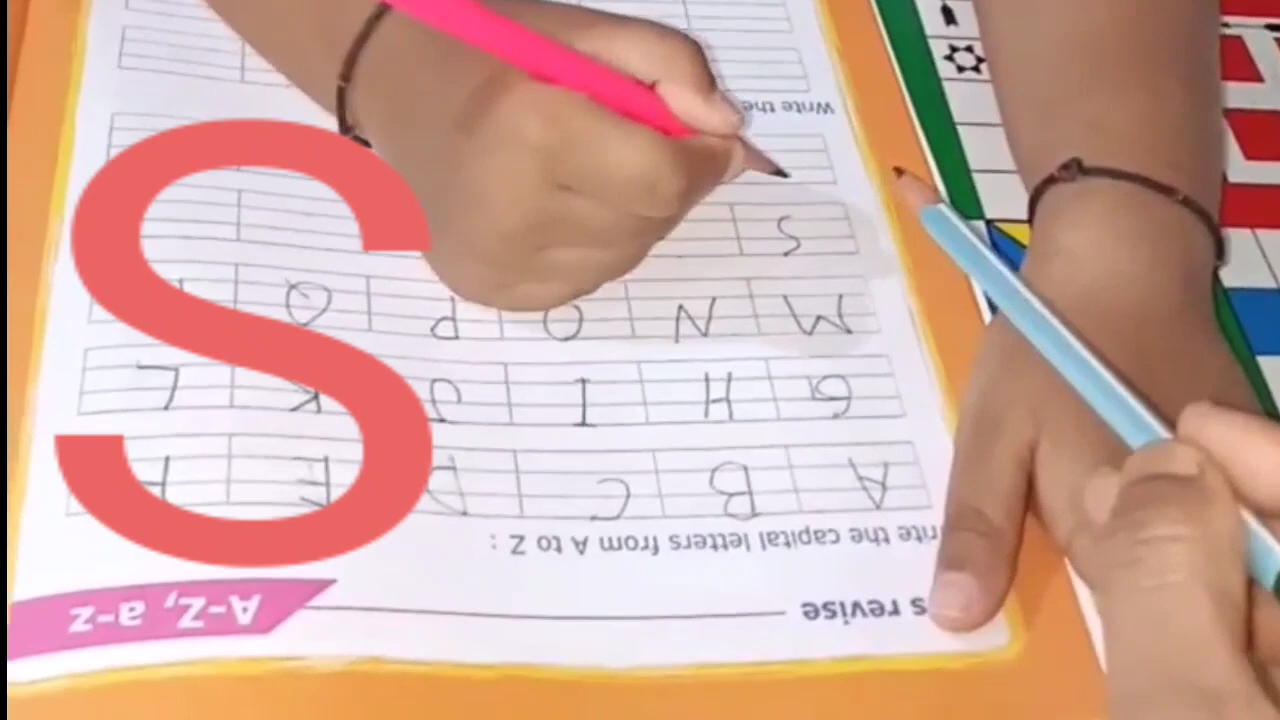 S
A-Z, a-z
s revise
rite the capital letters from A to Z :
A B C D E F
G H I J K L
M N O P Q
S
Write the